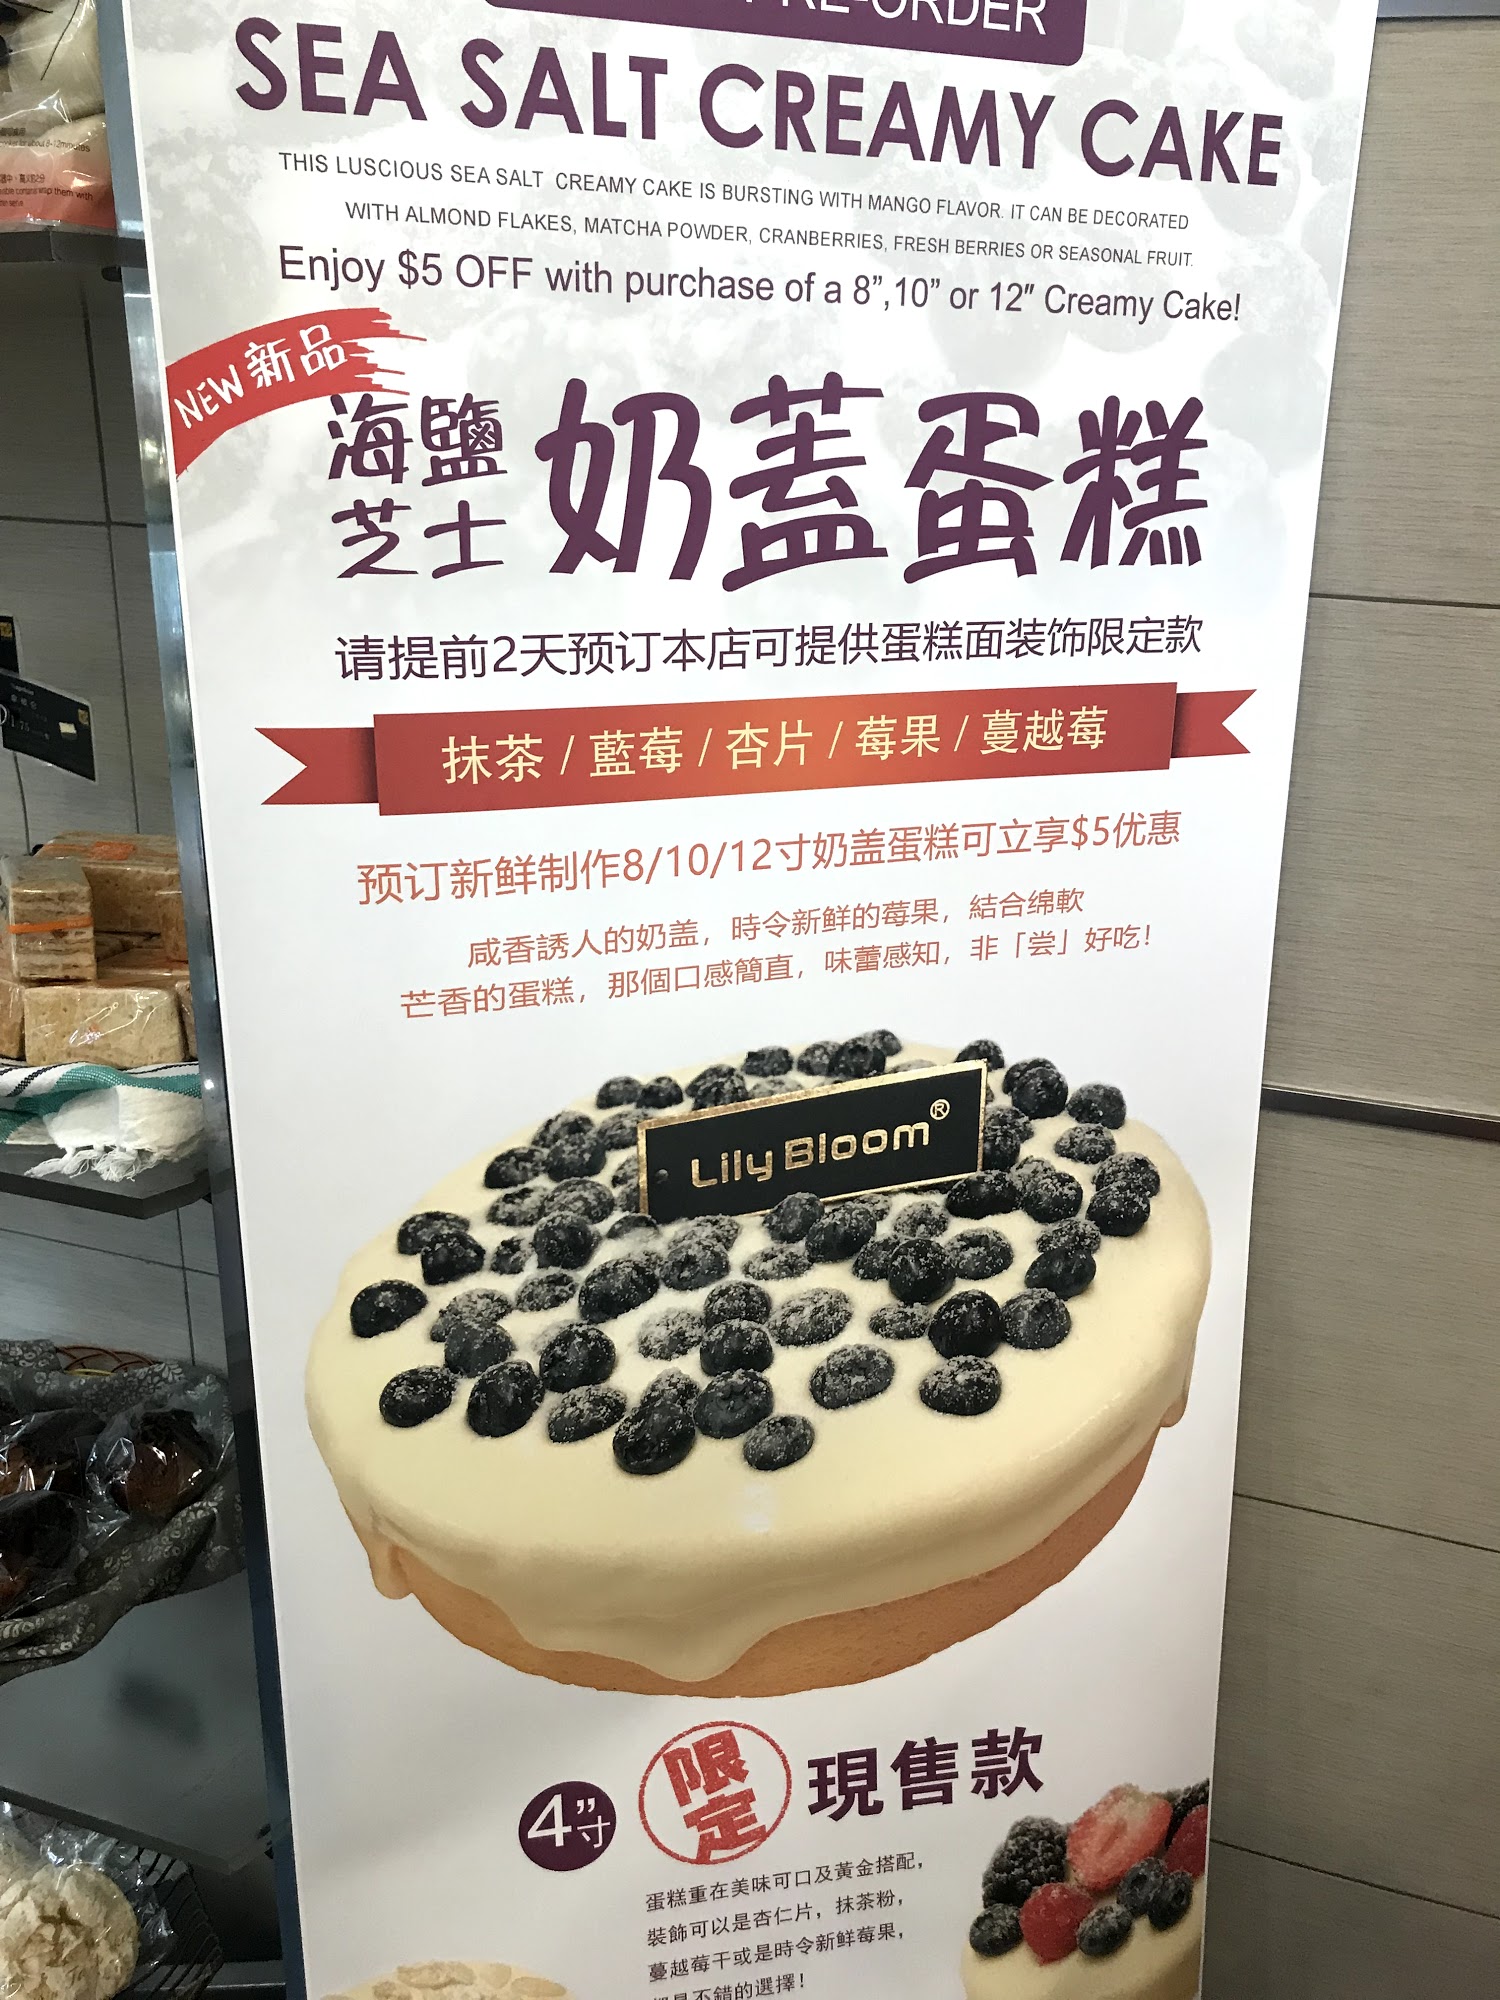 PRE-ORDER
SEA SALT CREAMY CAKE
THIS LUSCIOUS SEA SALT CREAMY CAKE IS BURSTING WITH MANGO FLAVOR. IT CAN BE DECORATED
WITH ALMOND FLAKES, MATCHA POWDER, CRANBERRIES, FRESH BERRIES OR SEASONAL FRUIT.
Enjoy $5 OFF with purchase of a 8”,10” or 12″ Creamy Cake!
NEW 新品
海鹽
芝士
奶蓋蛋糕
请提前2天预订本店可提供蛋糕面装饰限定款
抹茶 / 藍莓 / 杏片 / 莓果 / 蔓越莓
预订新鲜制作8/10/12寸奶盖蛋糕可立享$5优惠
咸香誘人的奶盖，時令新鲜的莓果，結合绵軟
芒香的蛋糕，那個口感簡直，味蕾感知，非「尝」好吃！
Lily Bloom®
4”寸
限定
現售款
蛋糕重在美味可口及黃金搭配，
裝飾可以是杏仁片，抹茶粉，
蔓越莓干或是時令新鮮莓果，
都是不錯的選擇！